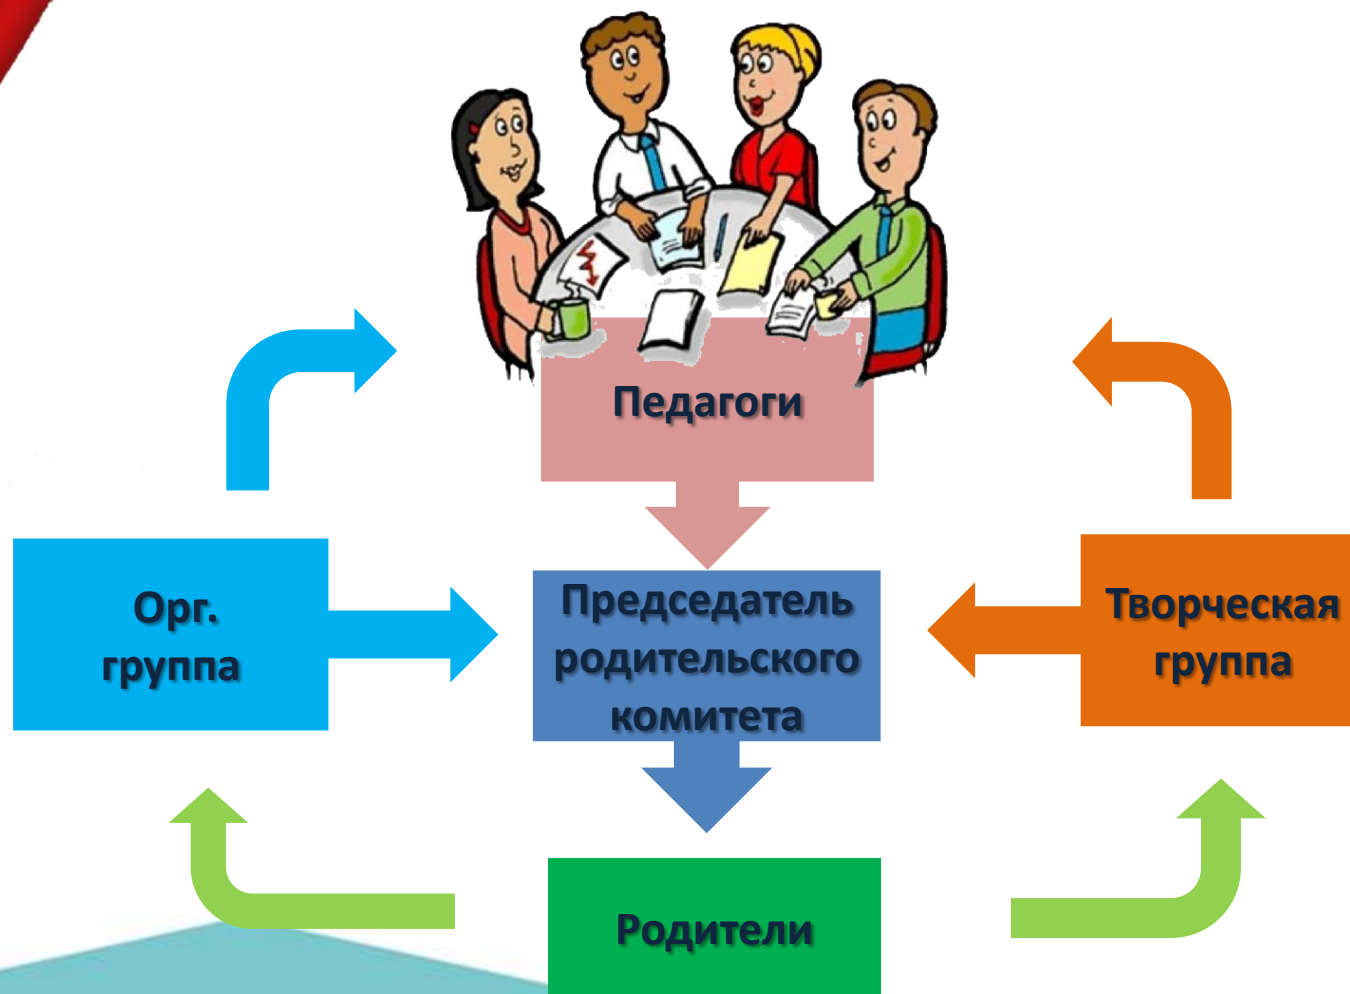 Педагоги
Орг.
группа
Председатель
родительского
комитета
Творческая
группа
Родители